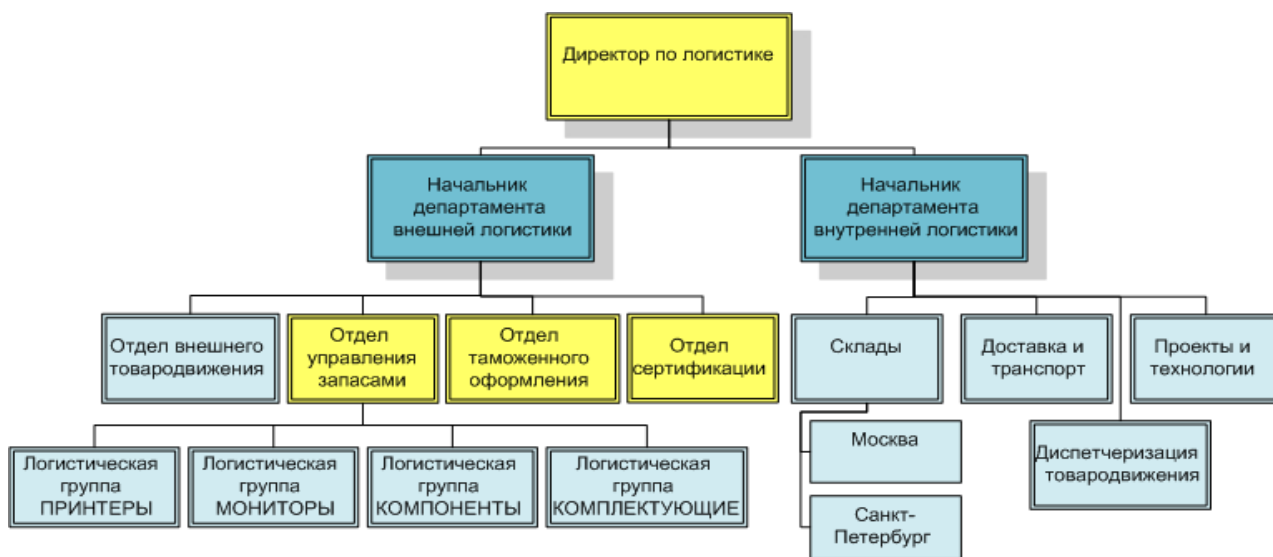 Директор по логистике
Начальник
департамента
внешней логистики
Начальник
департамента
внутренней логистики
Отдел внешнего
товародвижения
Отдел
управления
запасами
Отдел
таможенного
оформления
Отдел
сертификации
Склады
Доставка и
транспорт
Проекты и
технологии
Логистическая
группа
ПРИНТЕРЫ
Логистическая
группа
МОНИТОРЫ
Логистическая
группа
КОМПОНЕНТЫ
Логистическая
группа
КОМПЛЕКТУЮЩИЕ
Москва
Санкт-
Петербург
Диспетчеризация
товародвижения